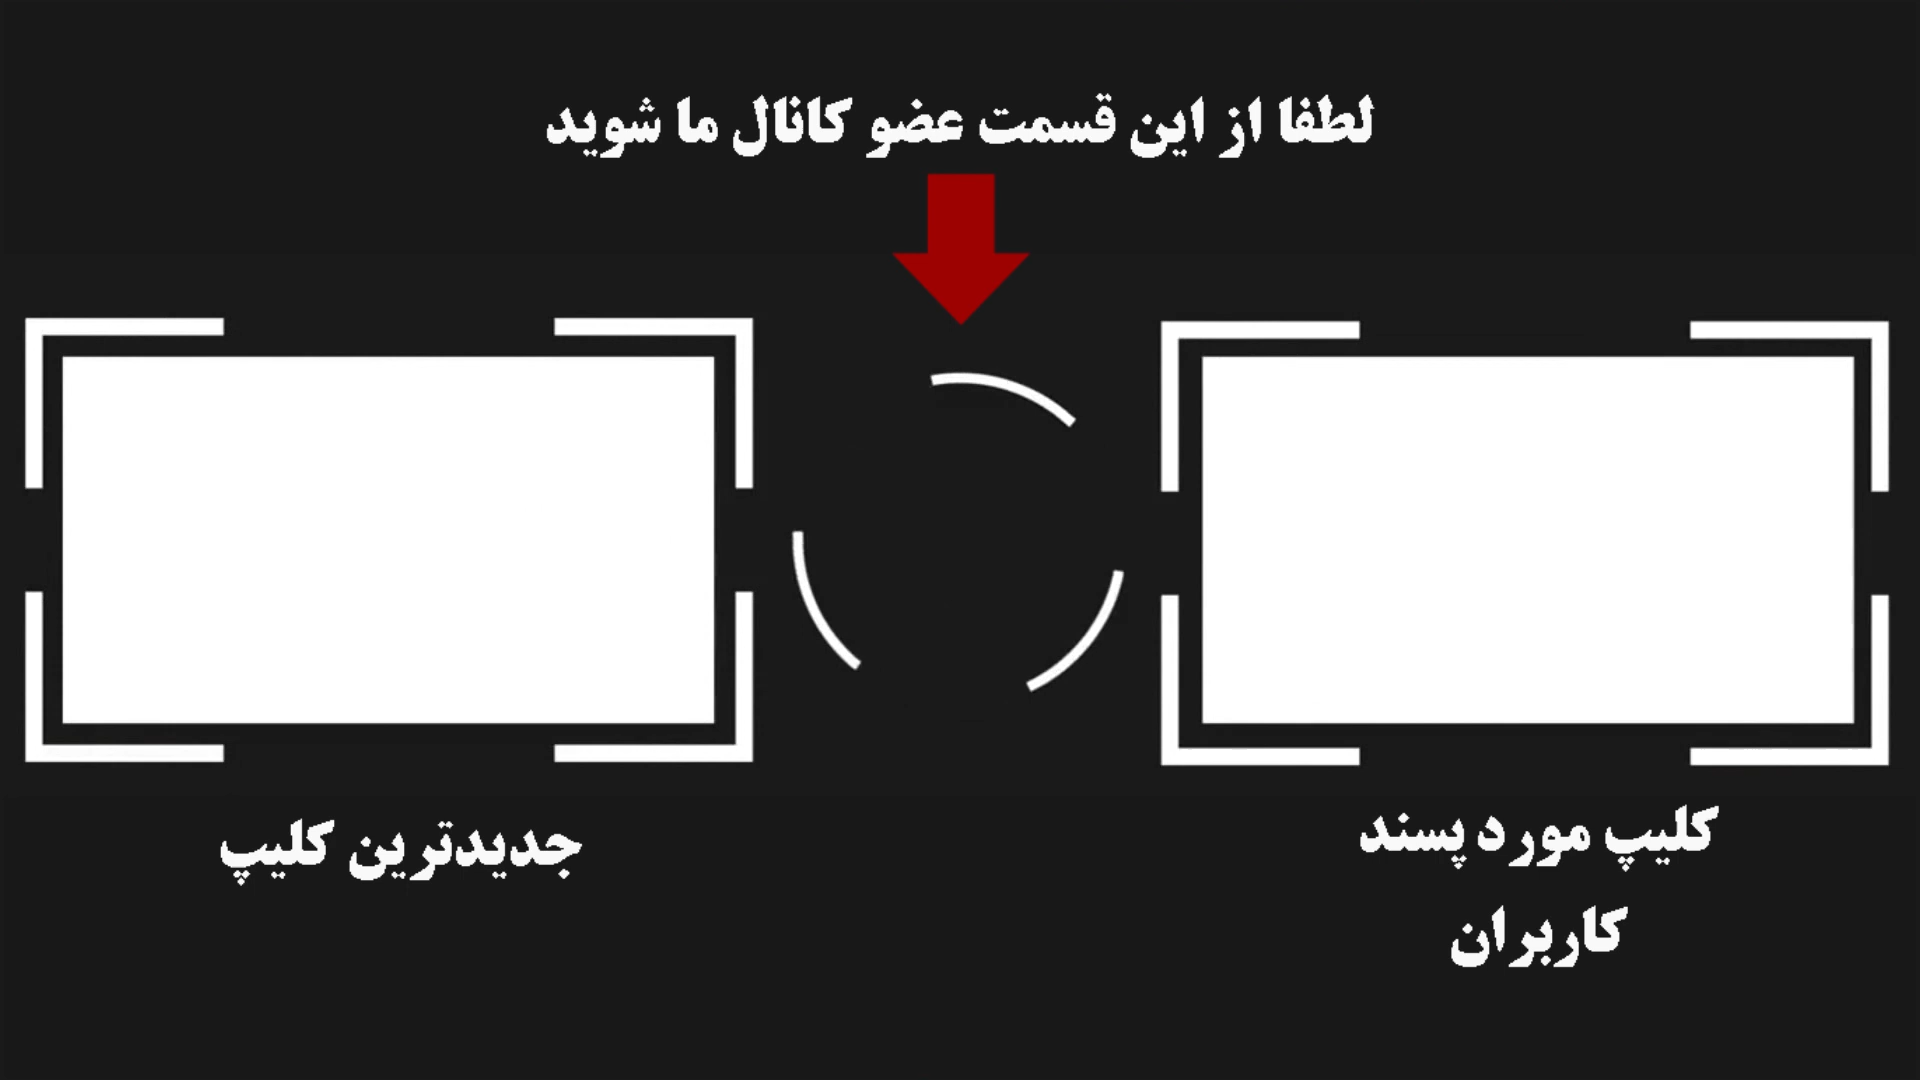 لطفا از این قسمت عضو کانال ما شوید
کلیپ مورد پسند
کاربران
جدیدترین کلیپ